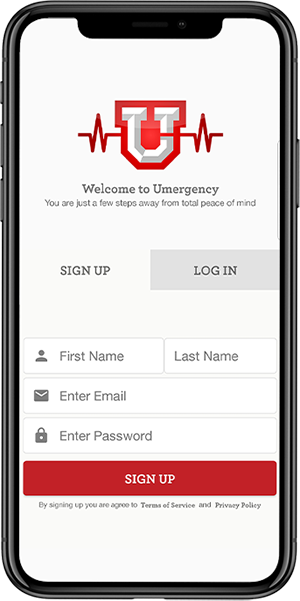 U
Welcome to Umergency
You are just a few steps away from total peace of mind
SIGN UP LOG IN
First Name Last Name
Enter Email
Enter Password
SIGN UP
By signing up you are agree to Terms of Service and Privacy Policy